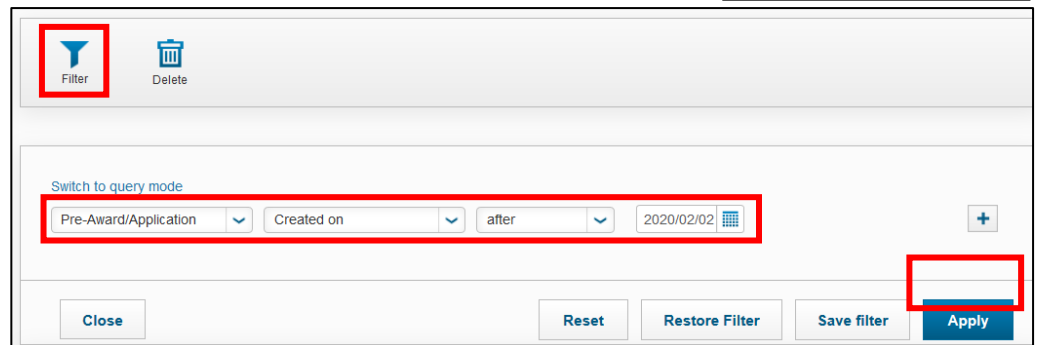 Filter Delete
Switch to query mode
Pre-Award/Application Created on after 2020/02/02 +
Close Reset Restore Filter Save filter Apply